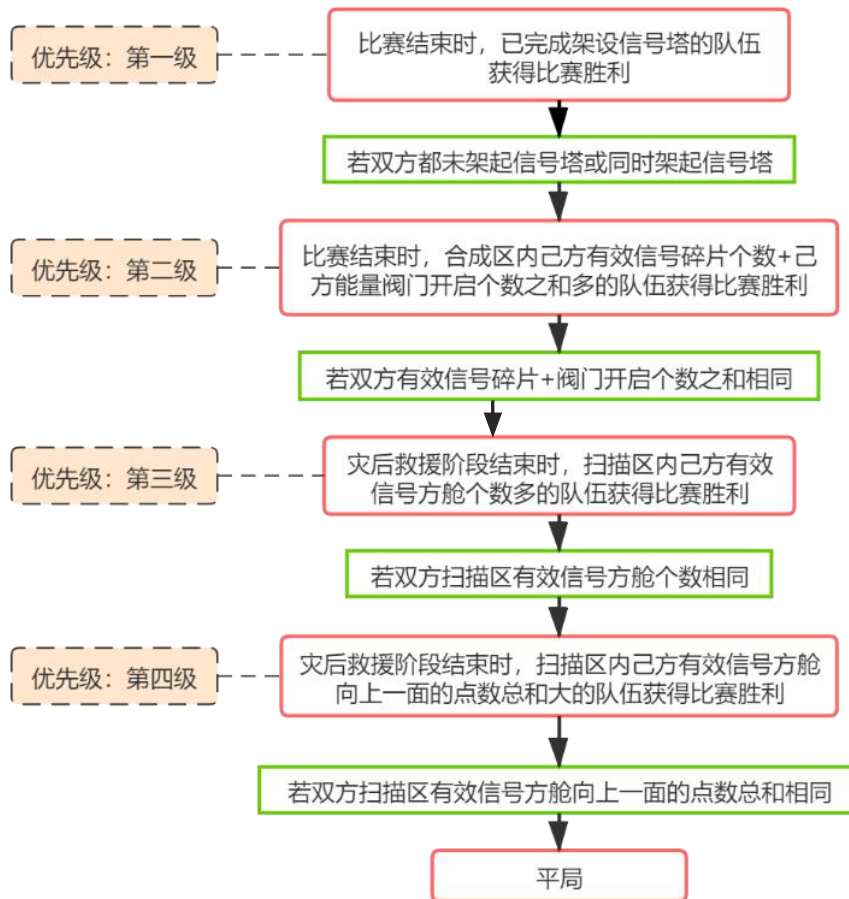 优先级：第一级
比赛结束时，已完成架设信号塔的队伍
获得比赛胜利
若双方都未架起信号塔或同时架起信号塔
优先级：第二级
比赛结束时，合成区内己方有效信号碎片个数+己
方能量阀门开启个数之和多的队伍获得比赛胜利
若双方有效信号碎片+阀门开启个数之和相同
优先级：第三级
灾后救援阶段结束时，扫描区内己方有效
信号方舱个数多的队伍获得比赛胜利
若双方扫描区有效信号方舱个数相同
优先级：第四级
灾后救援阶段结束时，扫描区内己方有效信号方舱
向上一面的点数总和大的队伍获得比赛胜利
若双方扫描区有效信号方舱向上一面的点数总和相同
平局